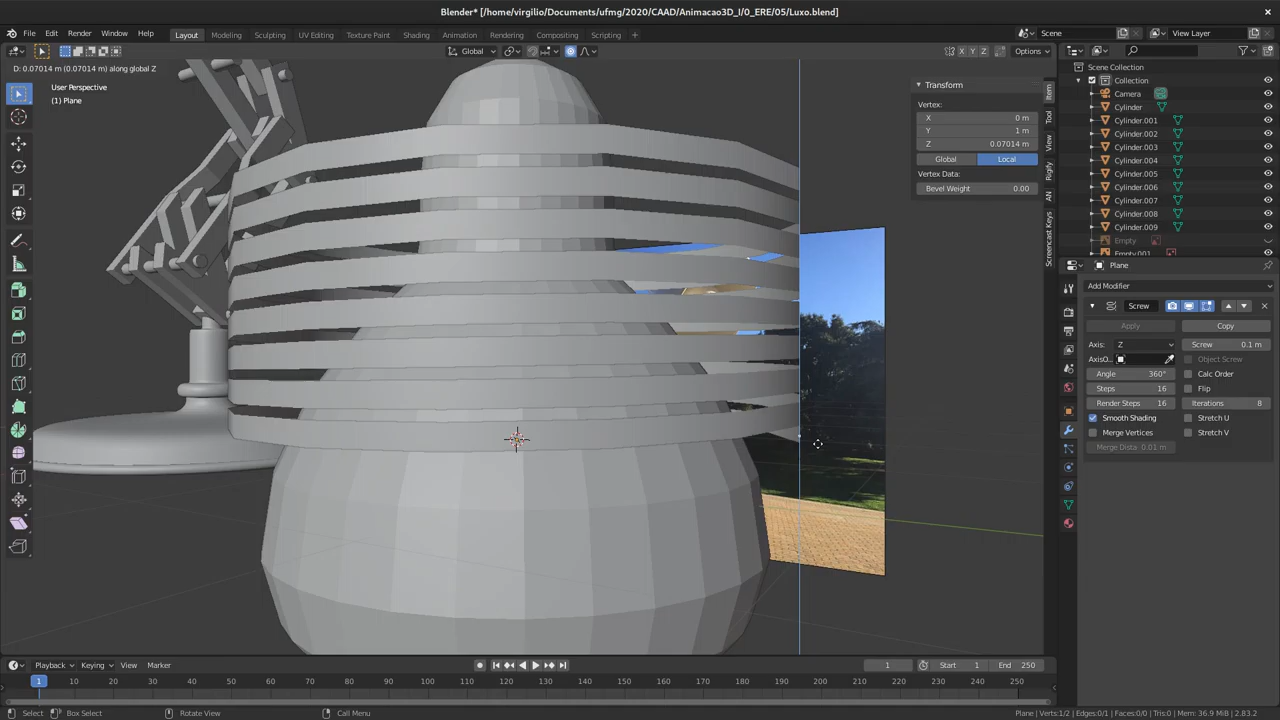 Blender* [/home/virgilio/Documents/ufmg/2020/CAAD/Animacao3D_I/0_ERE/05/Luxo.blend]
File Edit Render Window Help Layout Modeling Sculpting UV Editing Texture Paint Shading Animation Rendering Compositing Scripting + Scene View Layer
Global X Y Z Options
D: 0.07014 m (0.07014 m) along global Z
User Perspective
(1) Plane
Transform
Vertex:
X 0 m
Y 1 m
Z 0.07014 m
Global Local
Vertex Data:
Bevel Weight 0.00
Item
Tool
View
Rigify
AN
Screencast Keys
Scene Collection
Collection
Camera
Cylinder
Cylinder.001
Cylinder.002
Cylinder.003
Cylinder.004
Cylinder.005
Cylinder.006
Cylinder.007
Cylinder.008
Cylinder.009
Empty
Empty.001
Plane
Add Modifier
Screw
Apply Copy
Axis: Z Screw 0.1 m
AxisO... Object Screw
Angle 360° Calc Order
Steps 16 Flip
Render Steps 16 Iterations 8
Smooth Shading Stretch U
Merge Vertices Stretch V
Merge Dista 0.01 m
Playback Keying View Marker 1 Start 1 End 250
1 10 20 30 40 50 60 70 80 90 100 110 120 130 140 150 160 170 180 190 200 210 220 230 240 250
Select Box Select Rotate View Call Menu Plane | Verts:1/2 | Edges:0/1 | Faces:0/0 | Tris:0 | Mem: 36.9 MiB | 2.83.2